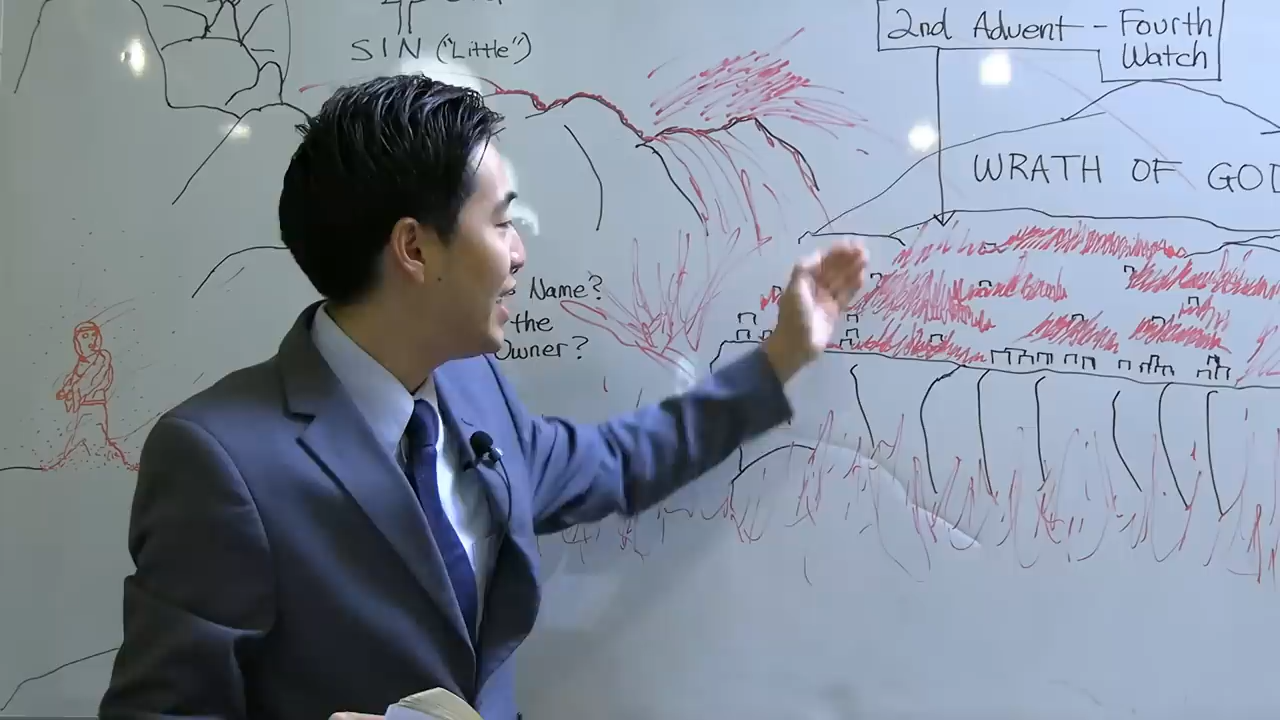 SIN ("Little")
2nd Advent - Fourth
Watch
WRATH OF GOD
Name?
the
Owner?